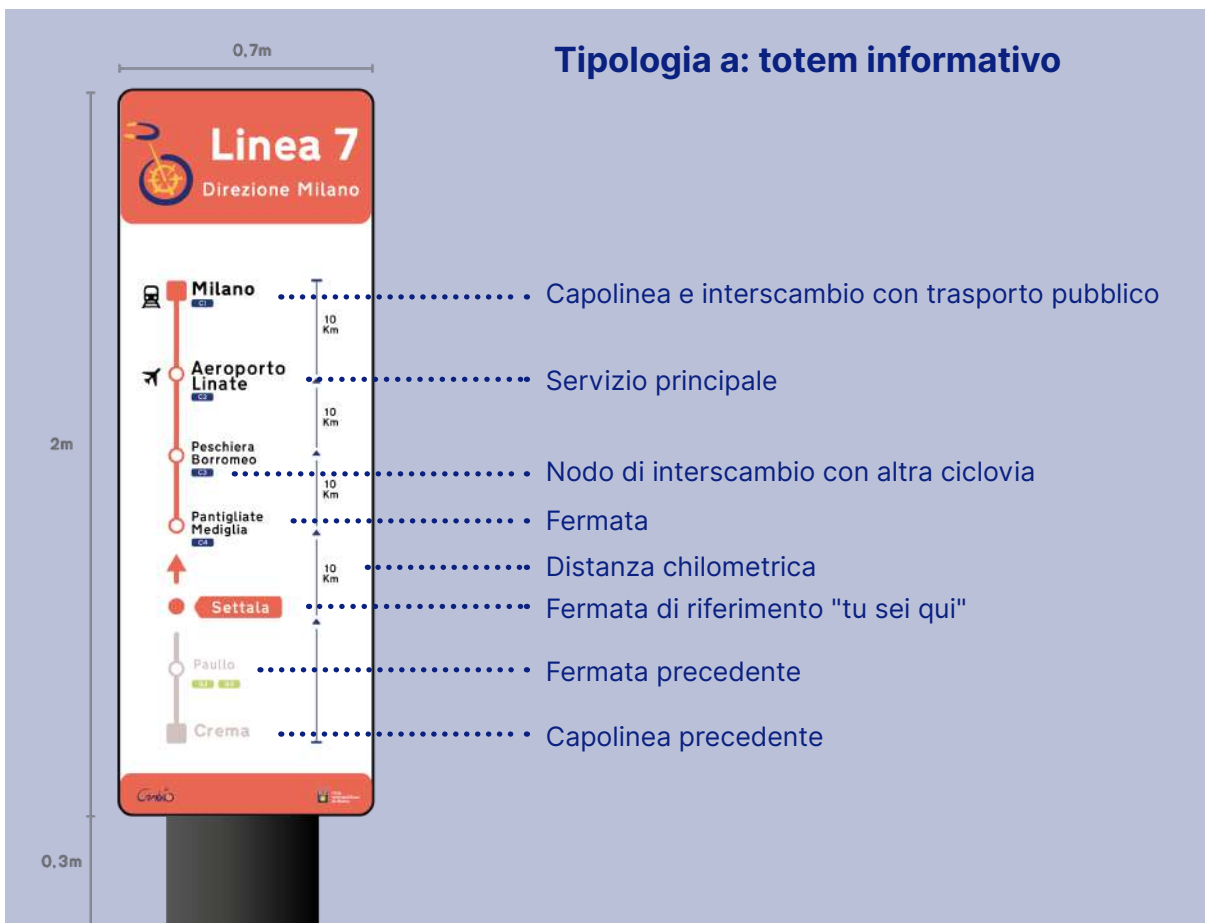 0,7m
Tipologia a: totem informativo
Linea 7
Direzione Milano
Milano
C1
Capolinea e interscambio con trasporto pubblico
10
Km
Aeroporto
Linate
C2
Servizio principale
10
Km
2m
Peschiera
Borromeo
C3
Nodo di interscambio con altra ciclovia
10
Km
Pantigliate
Mediglia
C4
Fermata
10
Km
Distanza chilometrica
Settala
Fermata di riferimento "tu sei qui"
Paullo
Fermata precedente
Crema
Capolinea precedente
Cambio
0,3m